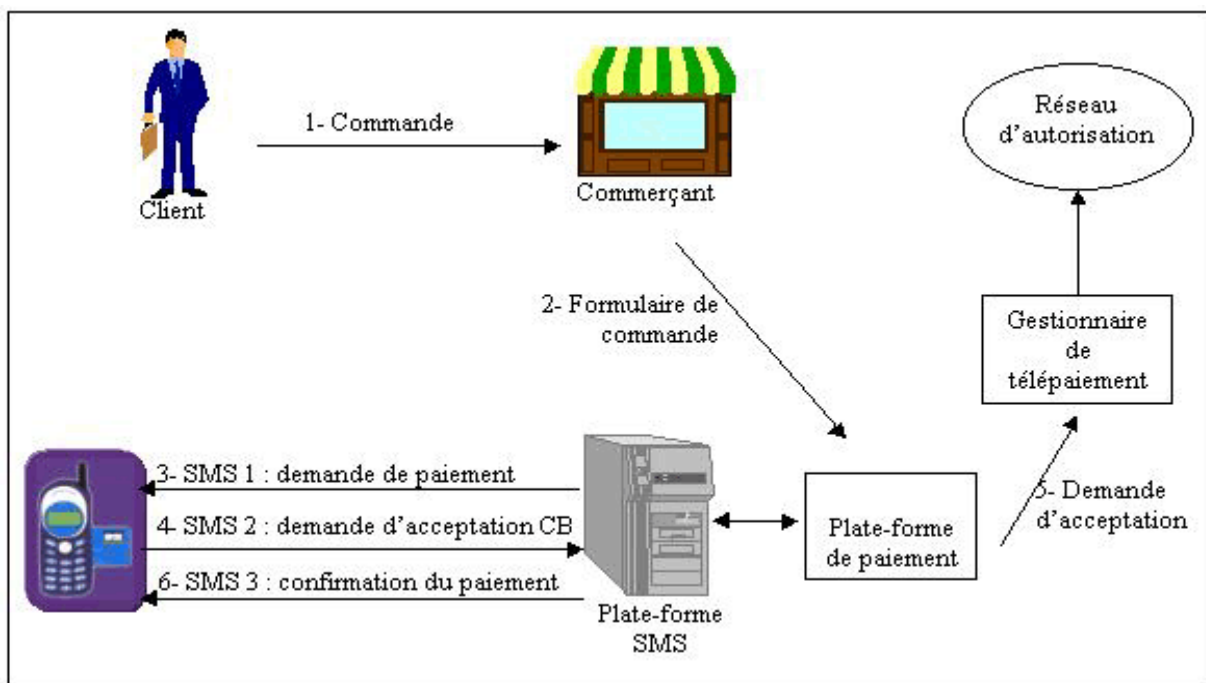 1- Commande
Client
Commerçant
Réseau
d'autorisation
2- Formulaire de
commande
Gestionnaire
de
télépaiement
3- SMS 1 : demande de paiement
4- SMS 2 : demande d'acceptation CB
6- SMS 3 : confirmation du paiement
Plate-forme
SMS
Plate-forme
de paiement
5- Demande
d'acceptation